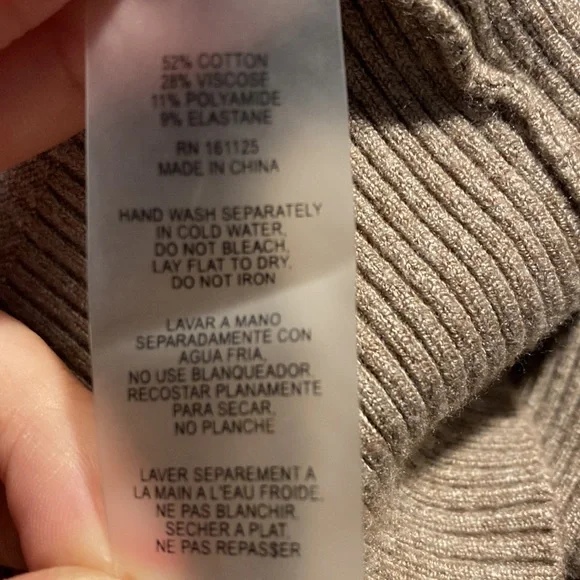 52% COTTON
28% VISCOSE
11% POLYAMIDE
9% ELASTANE
RN 161125
MADE IN CHINA
HAND WASH SEPARATELY
IN COLD WATER,
DO NOT BLEACH,
LAY FLAT TO DRY,
DO NOT IRON
LAVAR A MANO
SEPARADAMENTE CON
AGUA FRIA,
NO USE BLANQUEADOR,
RECOSTAR PLANAMENTE
PARA SECAR,
NO PLANCHE
LAVER SEPAREMENT A
LA MAIN A L'EAU FROIDE,
NE PAS BLANCHIR,
SECHER A PLAT,
NE PAS REPAS$ER